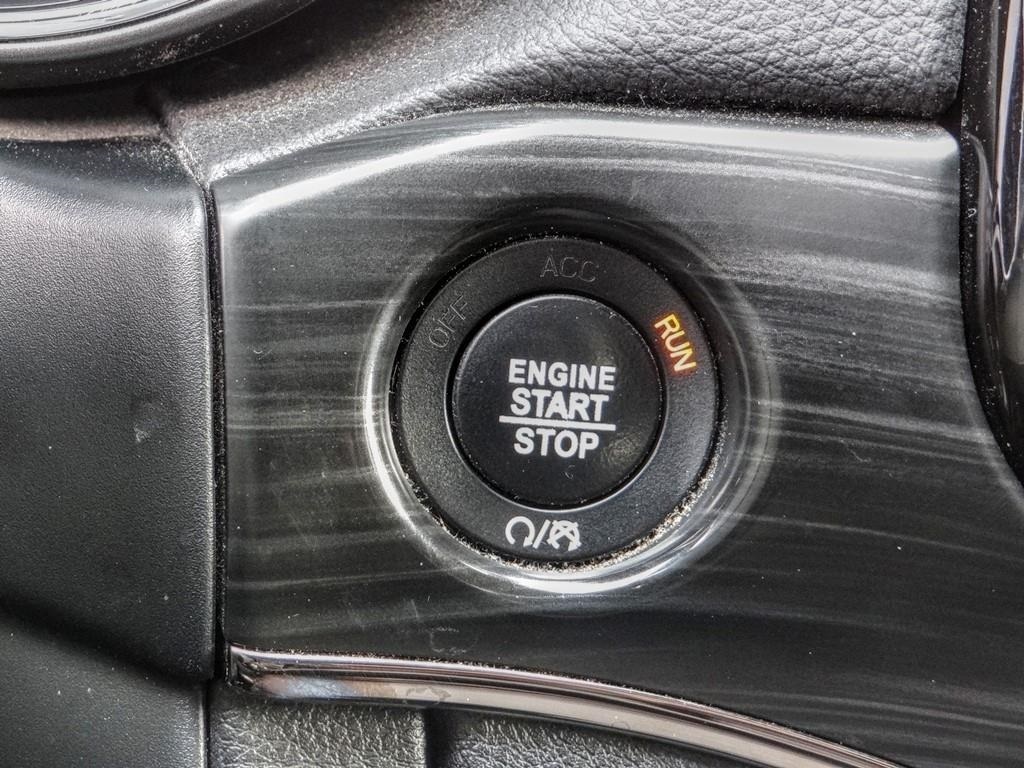 OFF
ACC
RUN
ENGINE
START
STOP